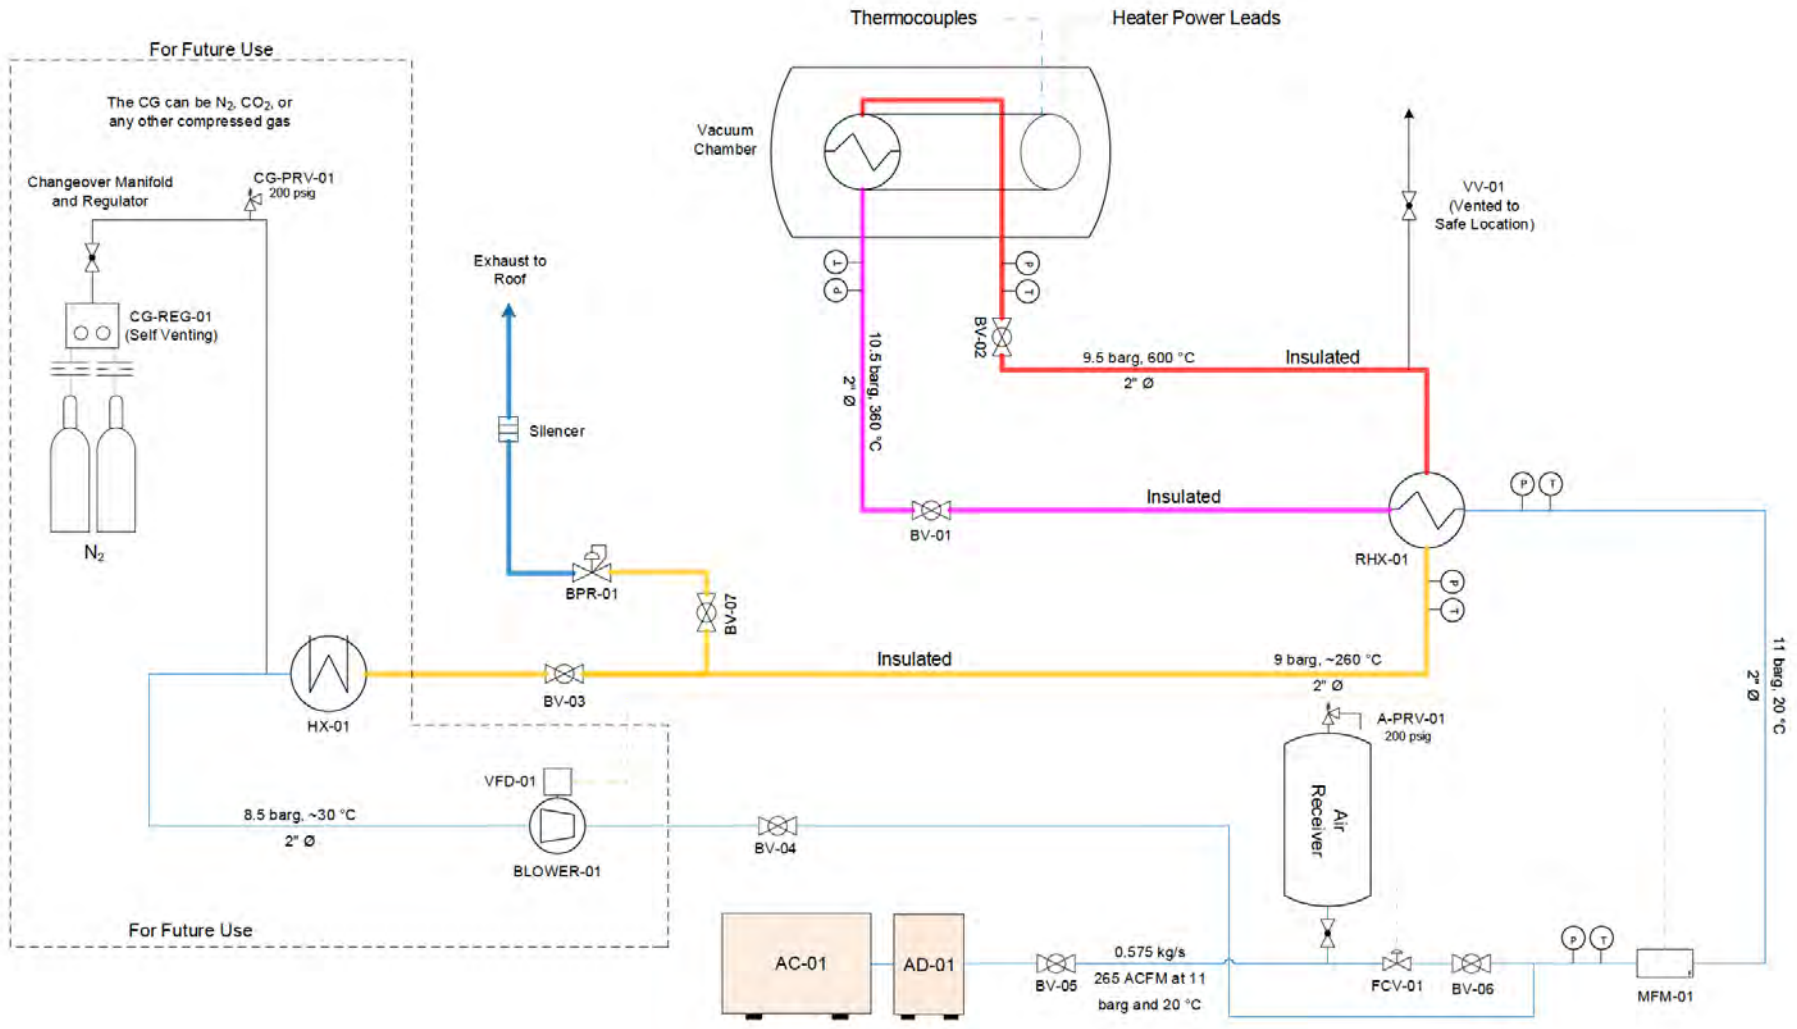 Thermocouples
Heater Power Leads
For Future Use
The CG can be N₂, CO₂, or
any other compressed gas
Vacuum
Chamber
Changeover Manifold
and Regulator
CG-PRV-01
200 psig
VV-01
(Vented to
Safe Location)
Exhaust to
Roof
T
P
P
T
CG-REG-01
(Self Venting)
BV-02
10.5 barg, 360 °C
2" Ø
9.5 barg, 600 °C
Insulated
2" Ø
Silencer
N₂
Insulated
BV-01
P
T
RHX-01
BPR-01
BV-07
P
T
Insulated
9 barg, ~260 °C
2" Ø
11 barg, 20 °C
2" Ø
BV-03
HX-01
A-PRV-01
200 psig
VFD-01
8.5 barg, ~30 °C
2" Ø
BLOWER-01
BV-04
Air
Receiver
For Future Use
AC-01
AD-01
BV-05
0.575 kg/s
265 ACFM at 11
barg and 20 °C
FCV-01
BV-06
P
T
MFM-01
F